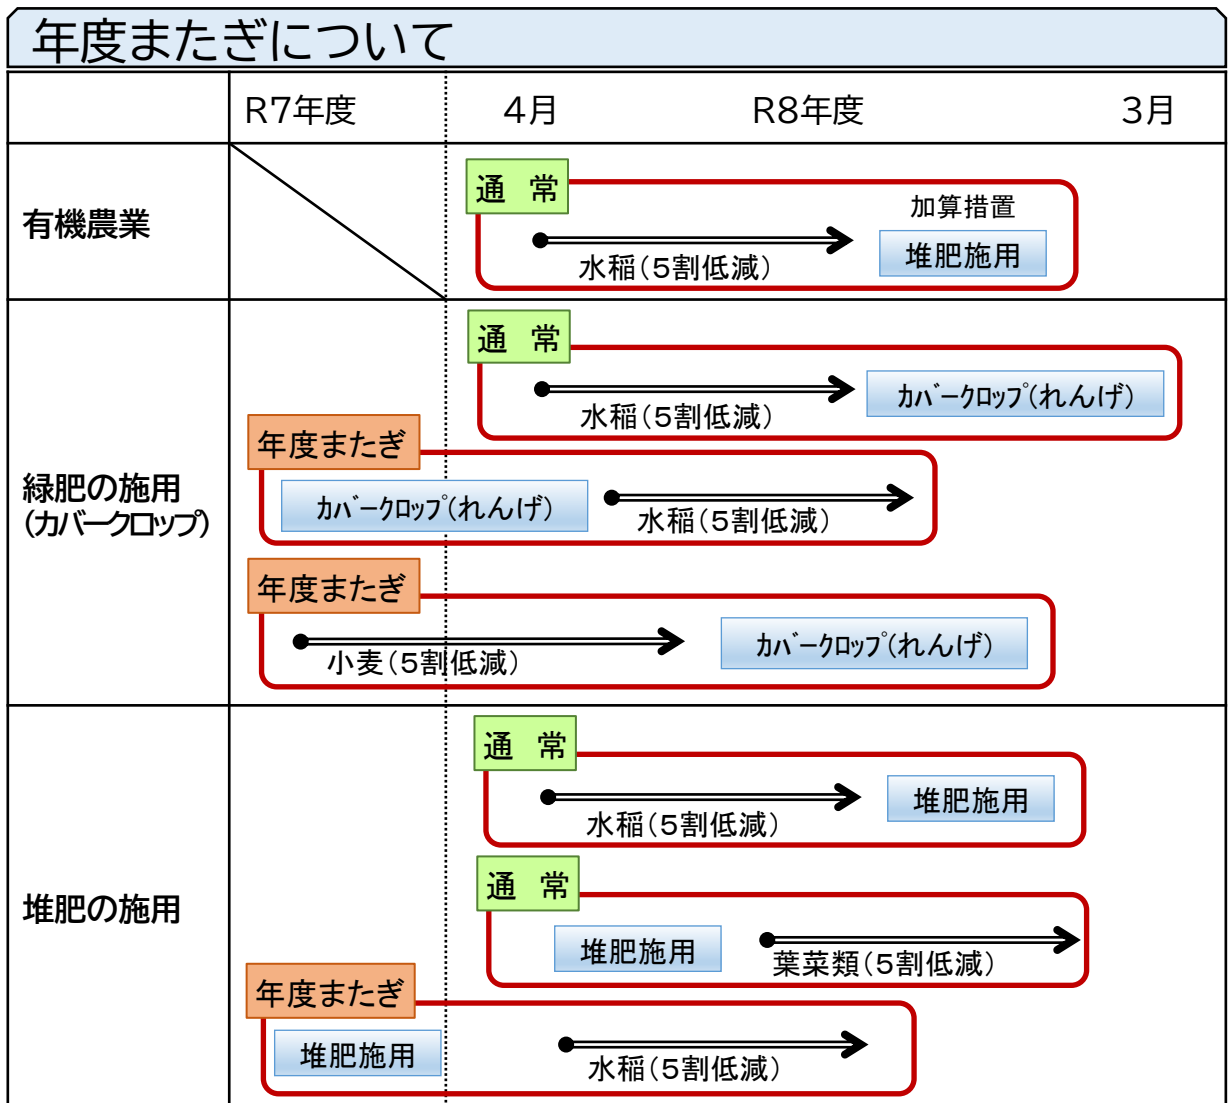 年度またぎについて
R7年度 4月 R8年度 3月
有機農業
通 常
加算措置
水稲(5割低減)
堆肥施用
緑肥の施用
(カバークロップ)
通 常
水稲(5割低減)
ｶﾊﾞｰｸﾛｯﾌﾟ(れんげ)
年度またぎ
ｶﾊﾞｰｸﾛｯﾌﾟ(れんげ)
水稲(5割低減)
年度またぎ
小麦(5割低減)
ｶﾊﾞｰｸﾛｯﾌﾟ(れんげ)
堆肥の施用
通 常
水稲(5割低減)
堆肥施用
通 常
堆肥施用
葉菜類(5割低減)
年度またぎ
堆肥施用
水稲(5割低減)